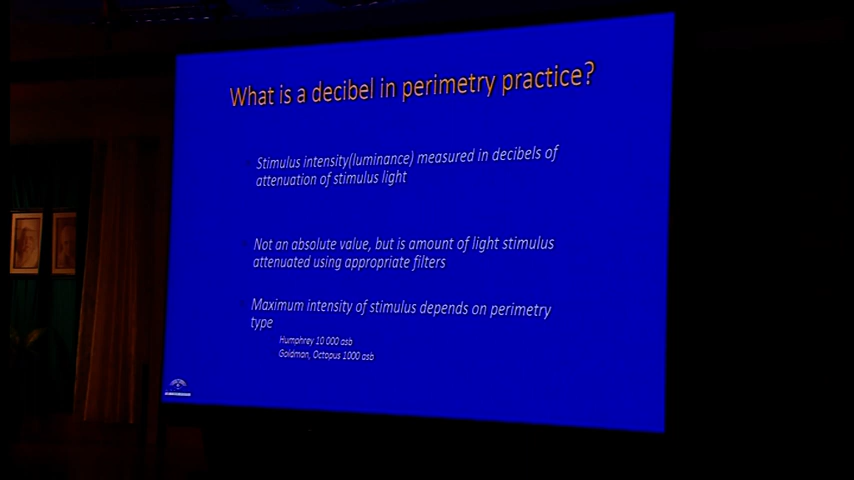 What is a decibel in perimetry practice?
Stimulus intensity(luminance) measured in decibels of
attenuation of stimulus light
Not an absolute value, but is amount of light stimulus
attenuated using appropriate filters
Maximum intensity of stimulus depends on perimetry
type
Humphrey 10 000 asb
Goldman, Octopus 1000 asb